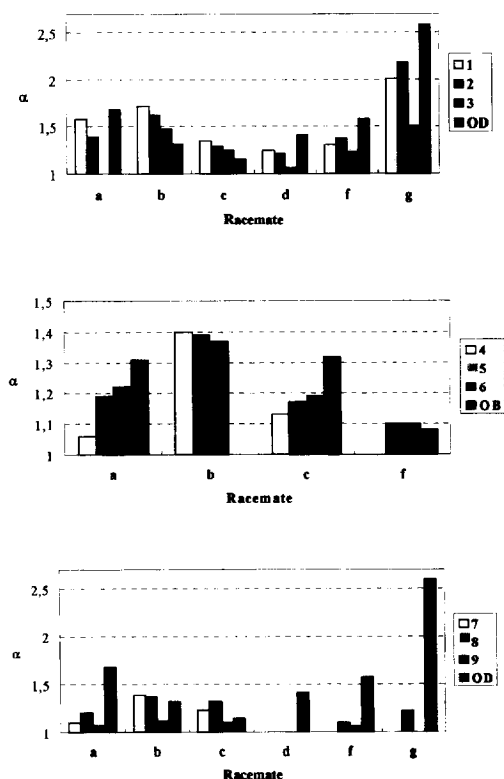 2,5
2
α
1,5
1
a b c d f g
Racemate
1
2
3
OD
1,5
1,4
1,3
α
1,2
1,1
1
a b c f
Racemate
4
5
6
OB
2,5
2
α
1,5
1
a b c d f g
Racemate
7
8
9
OD